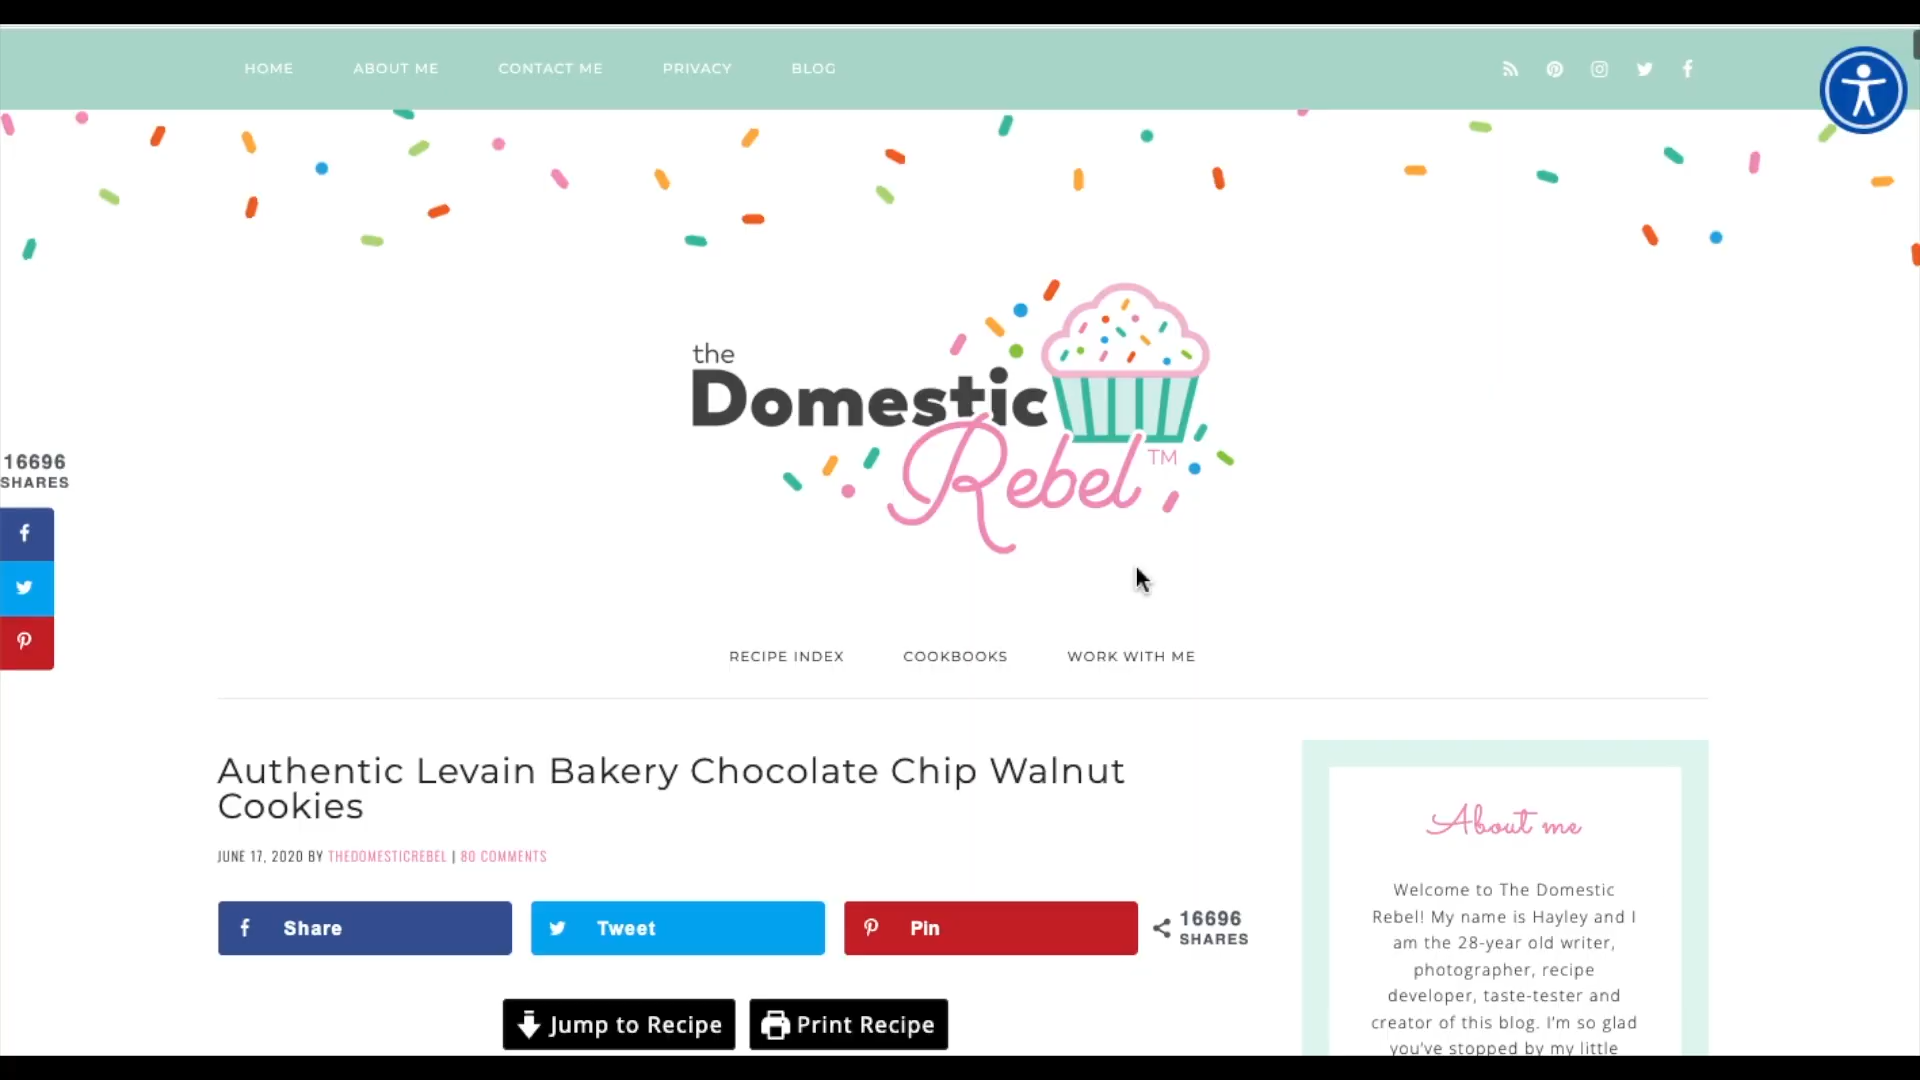 HOME ABOUT ME CONTACT ME PRIVACY BLOG
the
Domestic
Rebel TM
16696
SHARES
RECIPE INDEX COOKBOOKS WORK WITH ME
Authentic Levain Bakery Chocolate Chip Walnut
Cookies
JUNE 17, 2020 BY THEDOMESTICREBEL | 80 COMMENTS
Share Tweet Pin 16696
SHARES
Jump to Recipe Print Recipe
About me
Welcome to The Domestic
Rebel! My name is Hayley and I
am the 28-year old writer,
photographer, recipe
developer, taste-tester and
creator of this blog. I'm so glad
you've stopped by my little